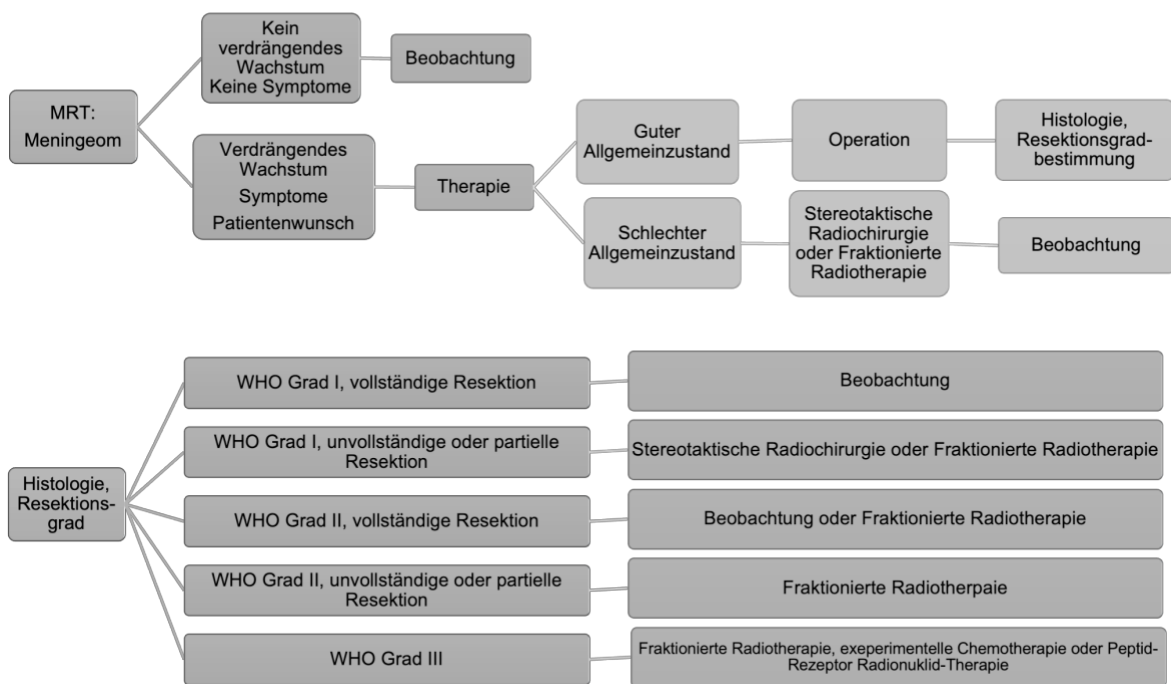 Kein
verdrängendes
Wachstum
Keine Symptome
Beobachtung
MRT:
Meningeom
Verdrängendes
Wachstum
Symptome
Patientenwunsch
Therapie
Guter
Allgemeinzustand
Operation
Histologie,
Resektionsgrad-
bestimmung
Schlechter
Allgemeinzustand
Stereotaktische
Radiochirurgie
oder Fraktionierte
Radiotherapie
Beobachtung
Histologie,
Resektions-
grad
WHO Grad I, vollständige Resektion
Beobachtung
WHO Grad I, unvollständige oder partielle
Resektion
Stereotaktische Radiochirurgie oder Fraktionierte Radiotherapie
WHO Grad II, vollständige Resektion
Beobachtung oder Fraktionierte Radiotherapie
WHO Grad II, unvollständige oder partielle
Resektion
Fraktionierte Radiotherpaie
WHO Grad III
Fraktionierte Radiotherapie, exeperimentelle Chemotherapie oder Peptid-
Rezeptor Radionuklid-Therapie